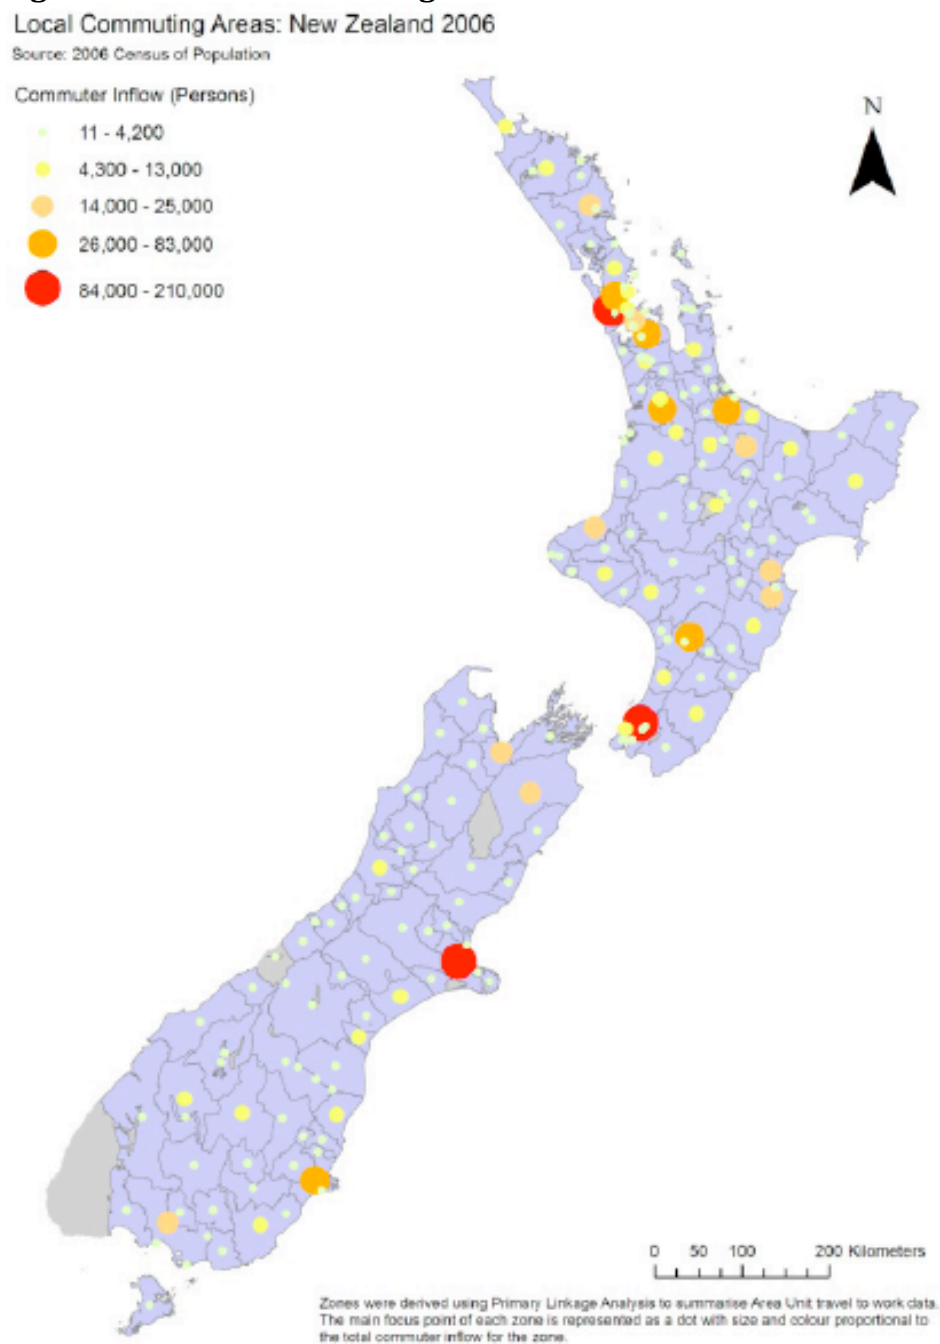 Local Commuting Areas: New Zealand 2006
Source: 2006 Census of Population
Commuter Inflow (Persons)
11 - 4,200
4,300 - 13,000
14,000 - 25,000
26,000 - 83,000
84,000 - 210,000
N
0 50 100 200 Kilometers
Zones were derived using Primary Linkage Analysis to summarise Area Unit travel to work data.
The main focus point of each zone is represented as a dot with size and colour proportional to
the total commuter inflow for the zone.